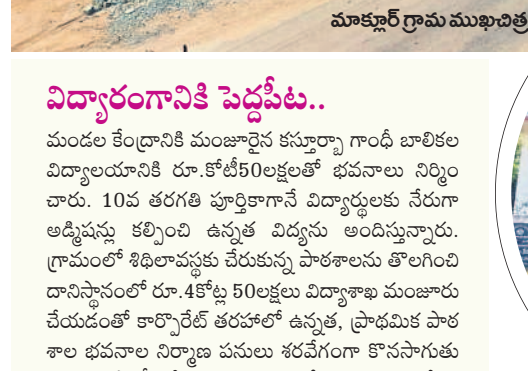 మాక్లూర్ గ్రామ ముఖచిత్ర
విద్యారంగానికి పెద్దపీట..
మండల కేంద్రానికి మంజూరైన కస్తూర్బా గాంధీ బాలికల
విద్యాలయానికి రూ.కోటీ50లక్షలతో భవనాలు నిర్మిం
చారు. 10వ తరగతి పూర్తికాగానే విద్యార్థులకు నేరుగా
అడ్మిషన్లు కల్పించి ఉన్నత విద్యను అందిస్తున్నారు.
గ్రామంలో శిథిలావస్థకు చేరుకున్న పాఠశాలను తొలగించి
దానిస్థానంలో రూ.4కోట్ల 50లక్షలు విద్యాశాఖ మంజూరు
చేయడంతో కార్పొరేట్ తరహాలో ఉన్నత, ప్రాథమిక పాఠ
శాల భవనాల నిర్మాణ పనులు శరవేగంగా కొనసాగుతు